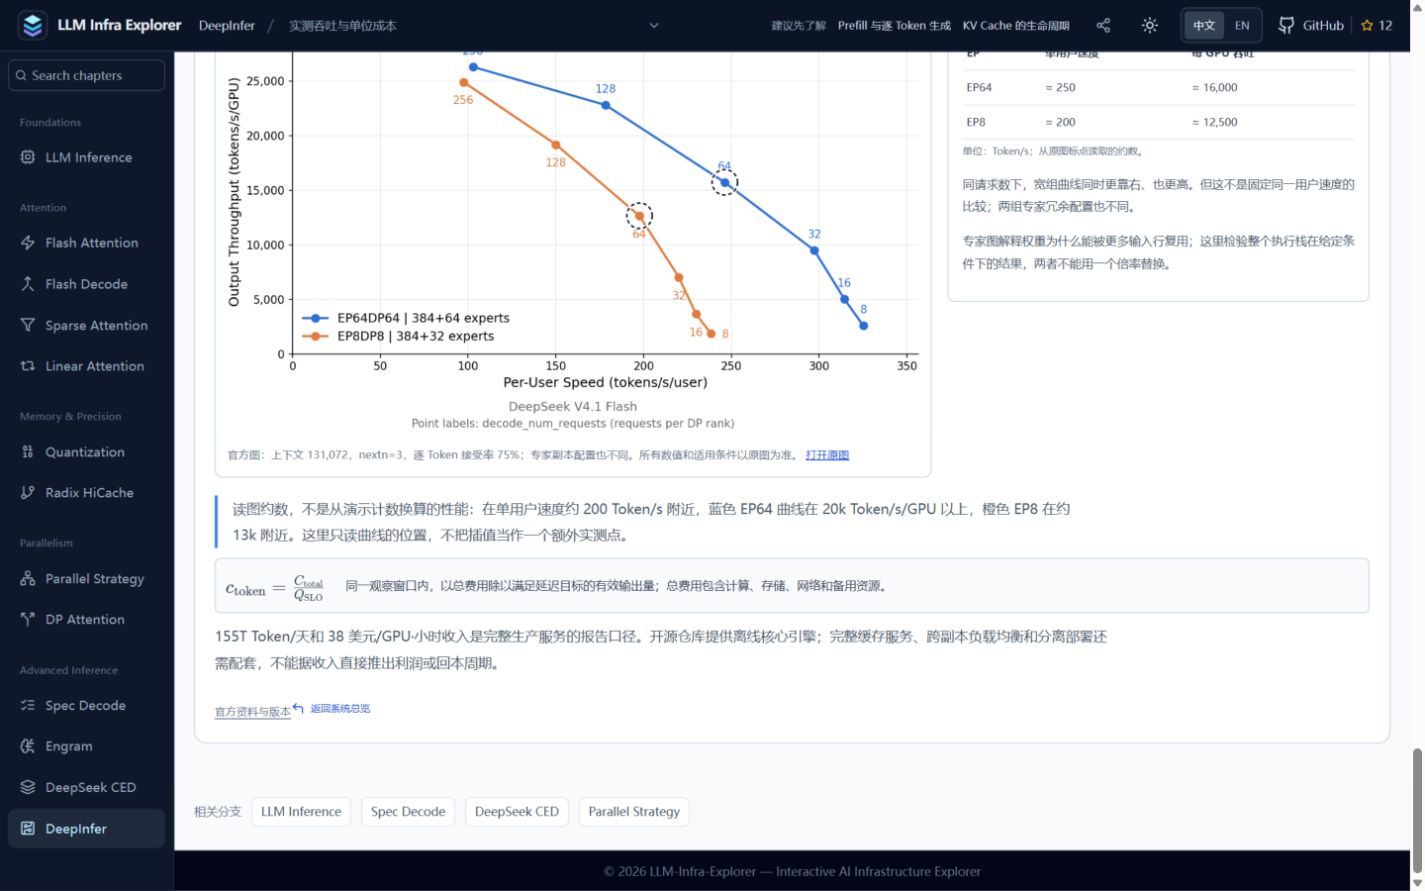 LLM Infra Explorer
DeepInfer / 实测吞吐与单位成本
建议先了解 Prefill 与逐 Token 生成 KV Cache 的生命周期
中文 EN GitHub 12
Search chapters
Foundations
LLM Inference
Attention
Flash Attention
Flash Decode
Sparse Attention
Linear Attention
Memory & Precision
Quantization
Radix HiCache
Parallelism
Parallel Strategy
DP Attention
Advanced Inference
Spec Decode
Engram
DeepSeek CED
DeepInfer
Output Throughput (tokens/s/GPU)
25,000
20,000
15,000
10,000
5,000
0
256
128
64
32
16
8
256
128
64
32
16
8
EP64DP64 | 384+64 experts
EP8DP8 | 384+32 experts
0 50 100 150 200 250 300 350
Per-User Speed (tokens/s/user)
DeepSeek V4.1 Flash
Point labels: decode_num_requests (requests per DP rank)
官方图：上下文 131,072，nextn=3，逐 Token 接受率 75%；专家副本配置也不同。所有数值和适用条件以原图为准。 打开原图
EP 单用户速度 每 GPU 吞吐
EP64 ≈ 250 ≈ 16,000
EP8 ≈ 200 ≈ 12,500
单位：Token/s；从原图标点读取的约数。
同请求数下，宽组曲线同时更靠右、也更高。但这不是固定同一用户速度的
比较；两组专家冗余配置也不同。
专家图解释权重为什么能被更多输入行复用；这里检验整个执行栈在给定条
件下的结果，两者不能用一个倍率替换。
读图约数，不是从演示计数换算的性能：在单用户速度约 200 Token/s 附近，蓝色 EP64 曲线在 20k Token/s/GPU 以上，橙色 EP8 在约
13k 附近。这里只读曲线的位置，不把插值当作一个额外实测点。
c_token = C_total / Q_SLO 同一观察窗口内，以总费用除以满足延迟目标的有效输出量；总费用包含计算、存储、网络和备用资源。
155T Token/天和 38 美元/GPU·小时收入是完整生产服务的报告口径。开源仓库提供离线核心引擎；完整缓存服务、跨副本负载均衡和分离部署还
需配套，不能据收入直接推出利润或回本周期。
官方资料与版本 返回系统总览
相关分支 LLM Inference Spec Decode DeepSeek CED Parallel Strategy
© 2026 LLM-Infra-Explorer — Interactive AI Infrastructure Explorer